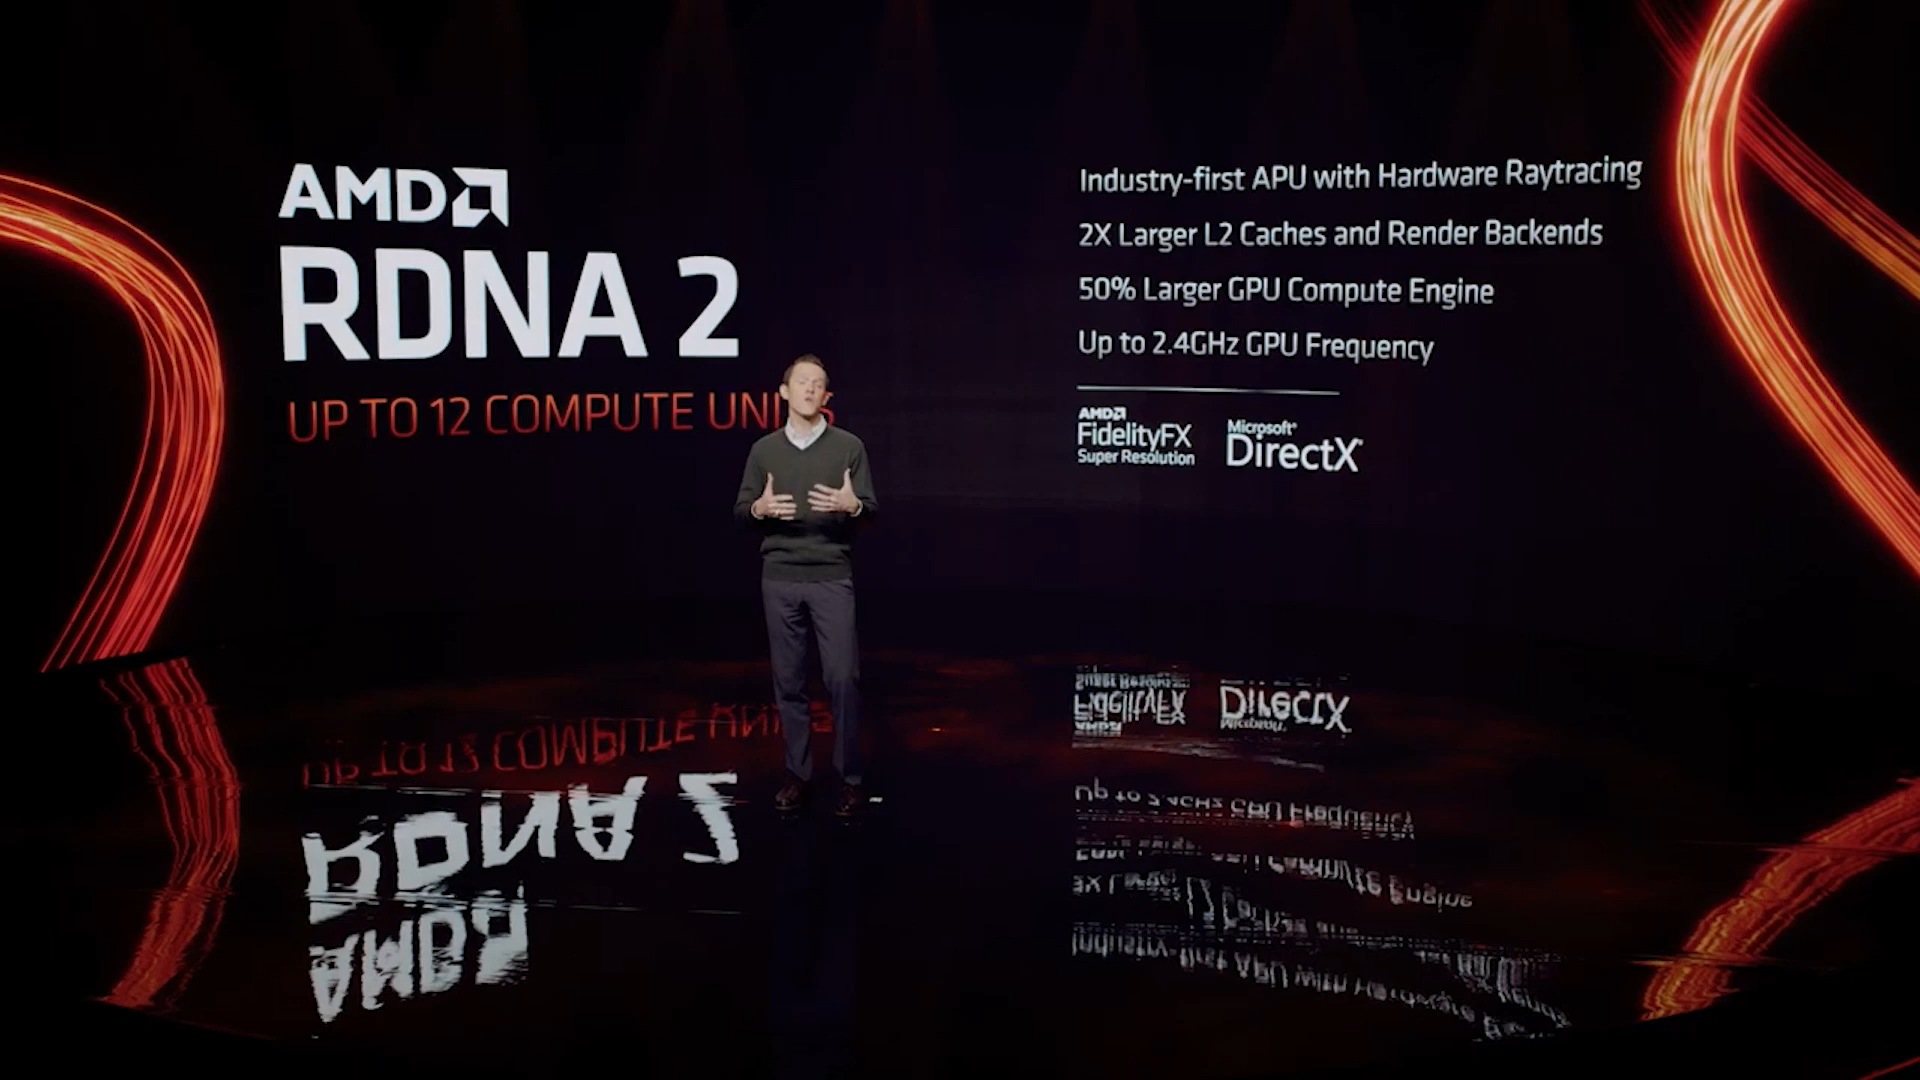 AMD
RDNA 2
UP TO 12 COMPUTE UNITS
Industry-first APU with Hardware Raytracing
2X Larger L2 Caches and Render Backends
50% Larger GPU Compute Engine
Up to 2.4GHz GPU Frequency
AMD
FidelityFX
Super Resolution
Microsoft®
DirectX®